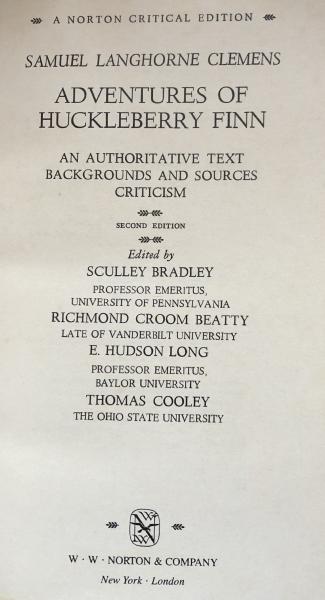 A NORTON CRITICAL EDITION
SAMUEL LANGHORNE CLEMENS
ADVENTURES OF
HUCKLEBERRY FINN
AN AUTHORITATIVE TEXT
BACKGROUNDS AND SOURCES
CRITICISM
SECOND EDITION
Edited by
SCULLEY BRADLEY
PROFESSOR EMERITUS,
UNIVERSITY OF PENNSYLVANIA
RICHMOND CROOM BEATTY
LATE OF VANDERBILT UNIVERSITY
E. HUDSON LONG
PROFESSOR EMERITUS,
BAYLOR UNIVERSITY
THOMAS COOLEY
THE OHIO STATE UNIVERSITY
W · W · NORTON & COMPANY
New York · London